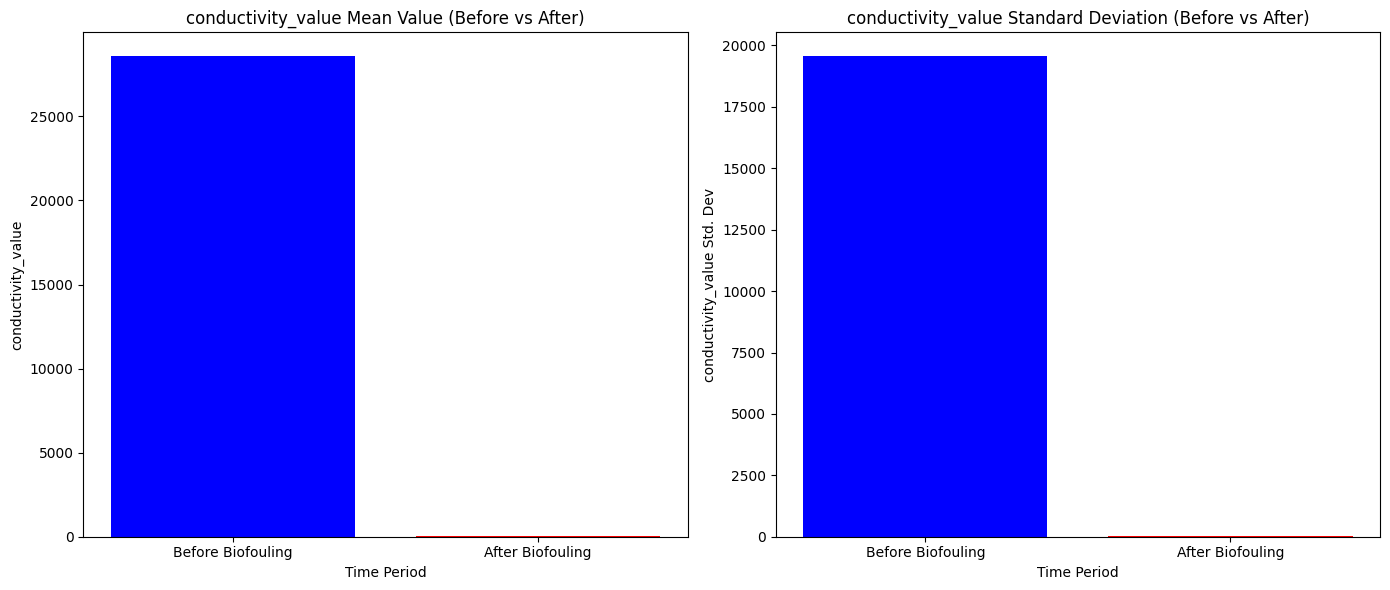 conductivity_value Mean Value (Before vs After)
conductivity_value
25000
20000
15000
10000
5000
0
Before Biofouling
After Biofouling
Time Period
conductivity_value Standard Deviation (Before vs After)
conductivity_value Std. Dev
20000
17500
15000
12500
10000
7500
5000
2500
0
Before Biofouling
After Biofouling
Time Period